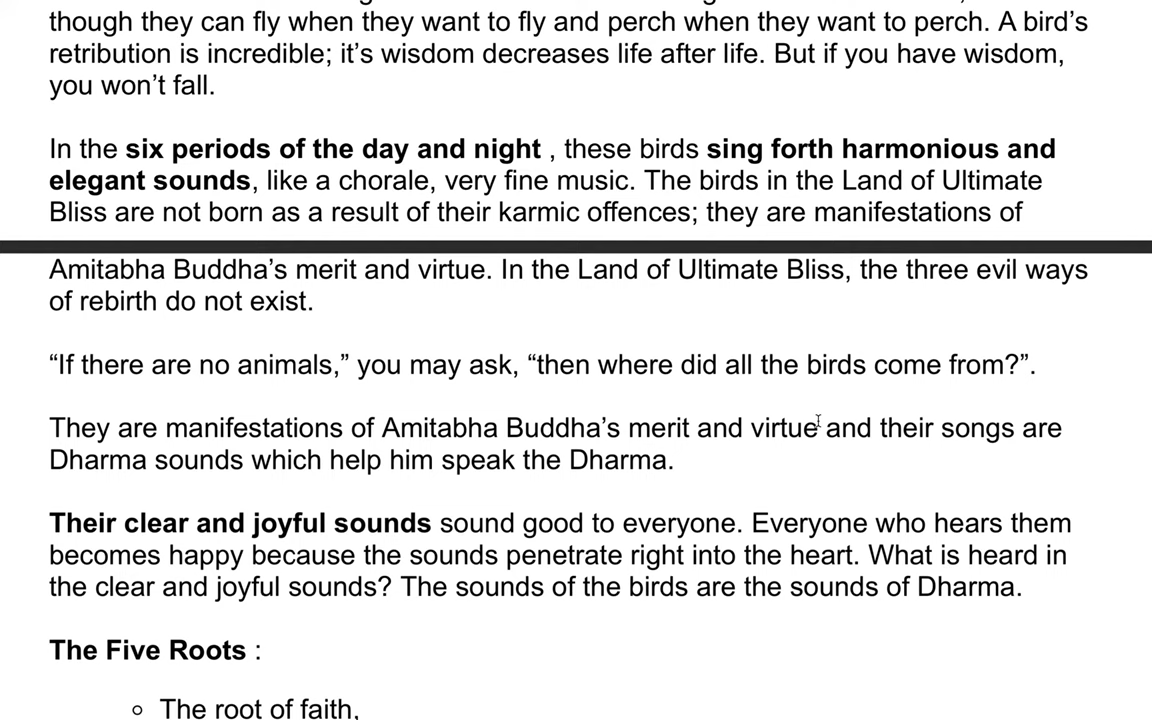 though they can fly when they want to fly and perch when they want to perch. A bird’s
retribution is incredible; it’s wisdom decreases life after life. But if you have wisdom,
you won’t fall.
In the six periods of the day and night , these birds sing forth harmonious and
elegant sounds, like a chorale, very fine music. The birds in the Land of Ultimate
Bliss are not born as a result of their karmic offences; they are manifestations of
Amitabha Buddha’s merit and virtue. In the Land of Ultimate Bliss, the three evil ways
of rebirth do not exist.
“If there are no animals,” you may ask, “then where did all the birds come from?”.
They are manifestations of Amitabha Buddha’s merit and virtue and their songs are
Dharma sounds which help him speak the Dharma.
Their clear and joyful sounds sound good to everyone. Everyone who hears them
becomes happy because the sounds penetrate right into the heart. What is heard in
the clear and joyful sounds? The sounds of the birds are the sounds of Dharma.
The Five Roots :
The root of faith,